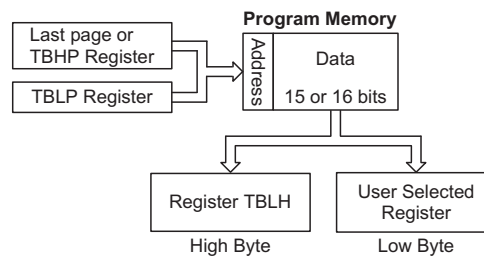 Program Memory
Last page or
TBHP Register
TBLP Register
Address
Data
15 or 16 bits
Register TBLH
User Selected
Register
High Byte
Low Byte